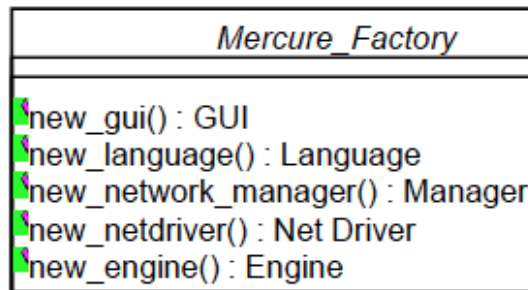 Mercure_Factory
new_gui() : GUI
new_language() : Language
new_network_manager() : Manager
new_netdriver() : Net Driver
new_engine() : Engine